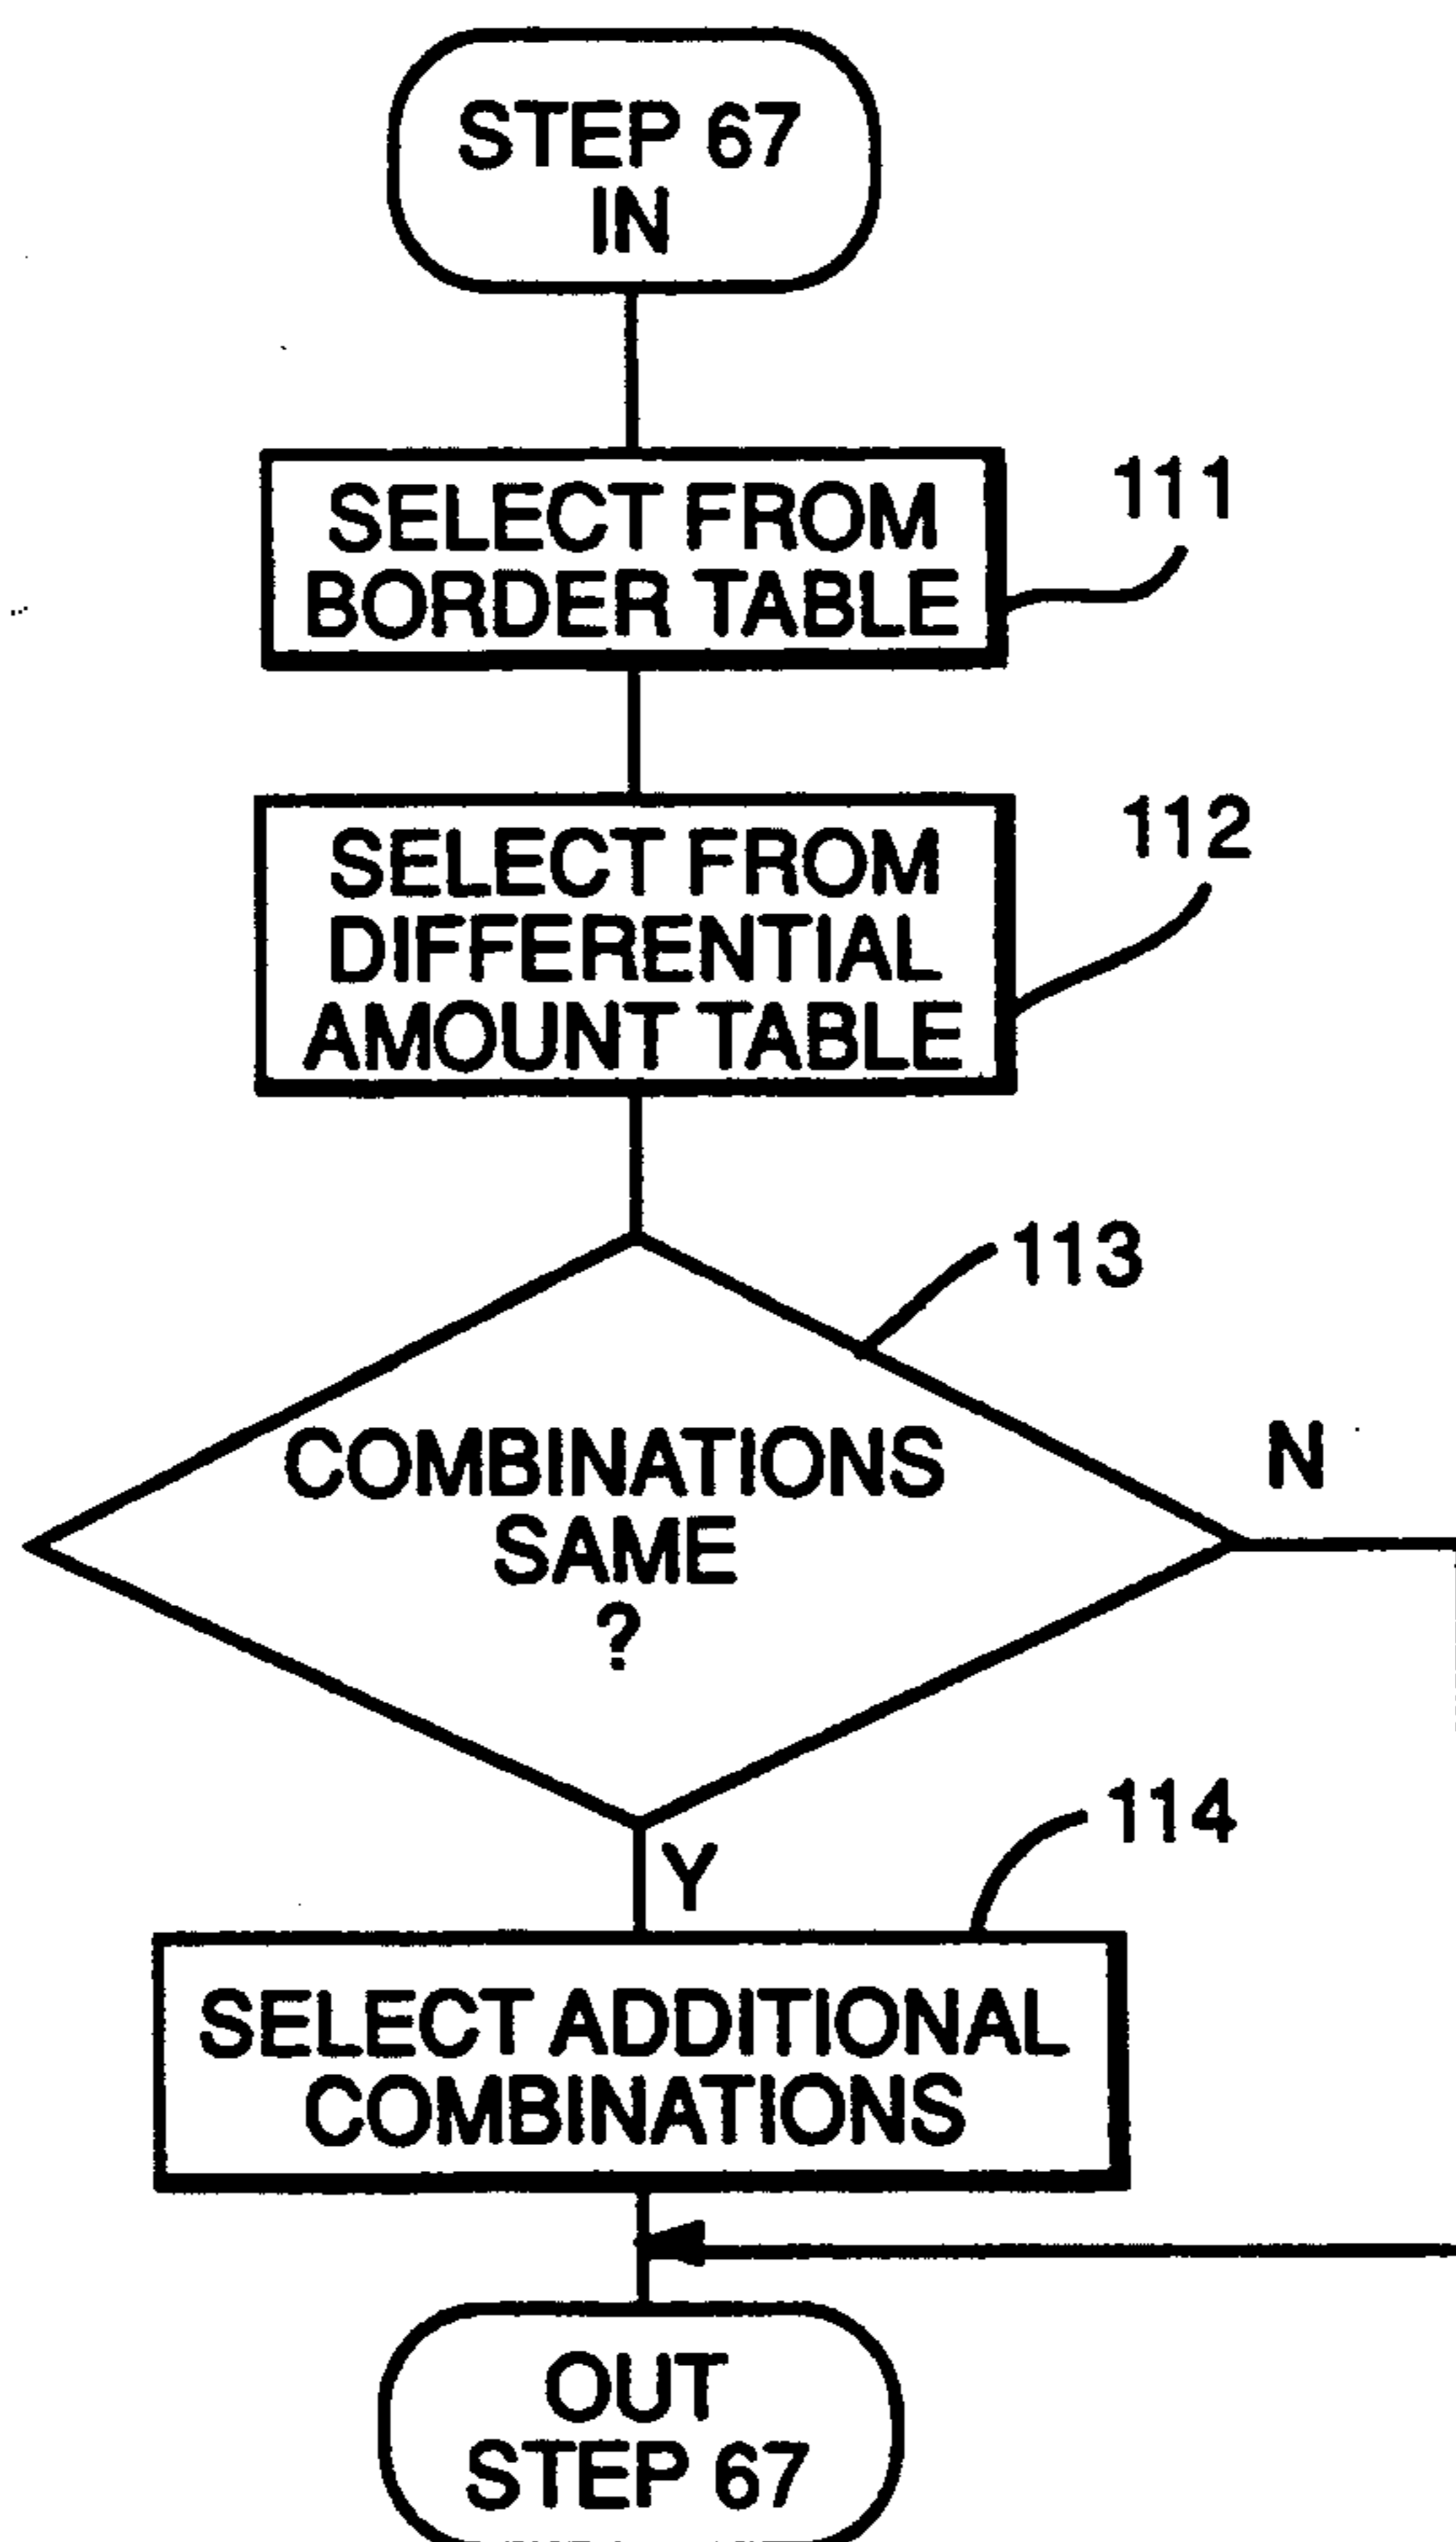 STEP 67
IN
SELECT FROM
BORDER TABLE
111
SELECT FROM
DIFFERENTIAL
AMOUNT TABLE
112
113
COMBINATIONS
SAME
?
N
Y
114
SELECT ADDITIONAL
COMBINATIONS
OUT
STEP 67